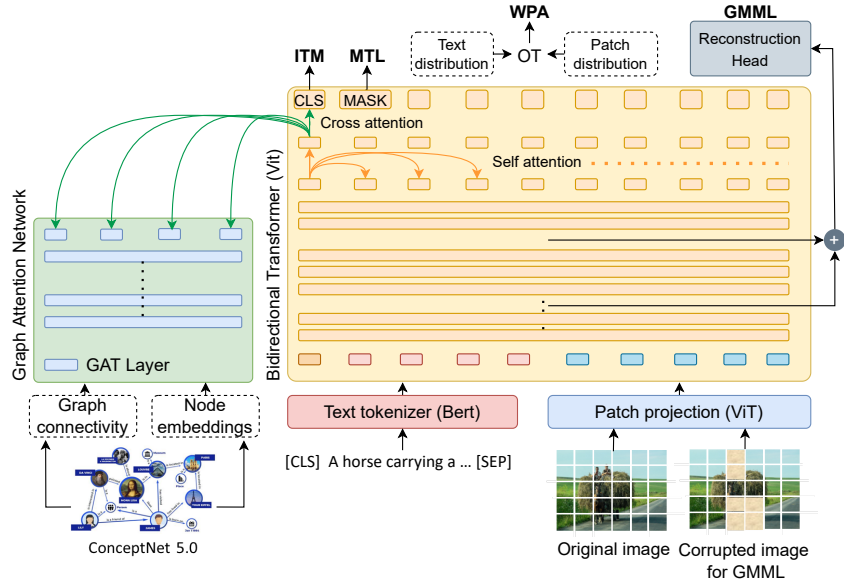 WPA
GMML
Text
distribution
OT
Patch
distribution
Reconstruction
Head
ITM
MTL
CLS
MASK
Cross attention
Self attention
Bidirectional Transformer (Vit)
Graph Attention Network
GAT Layer
Graph
connectivity
Node
embeddings
Text tokenizer (Bert)
Patch projection (ViT)
[CLS] A horse carrying a ... [SEP]
ConceptNet 5.0
Original image
Corrupted image
for GMML